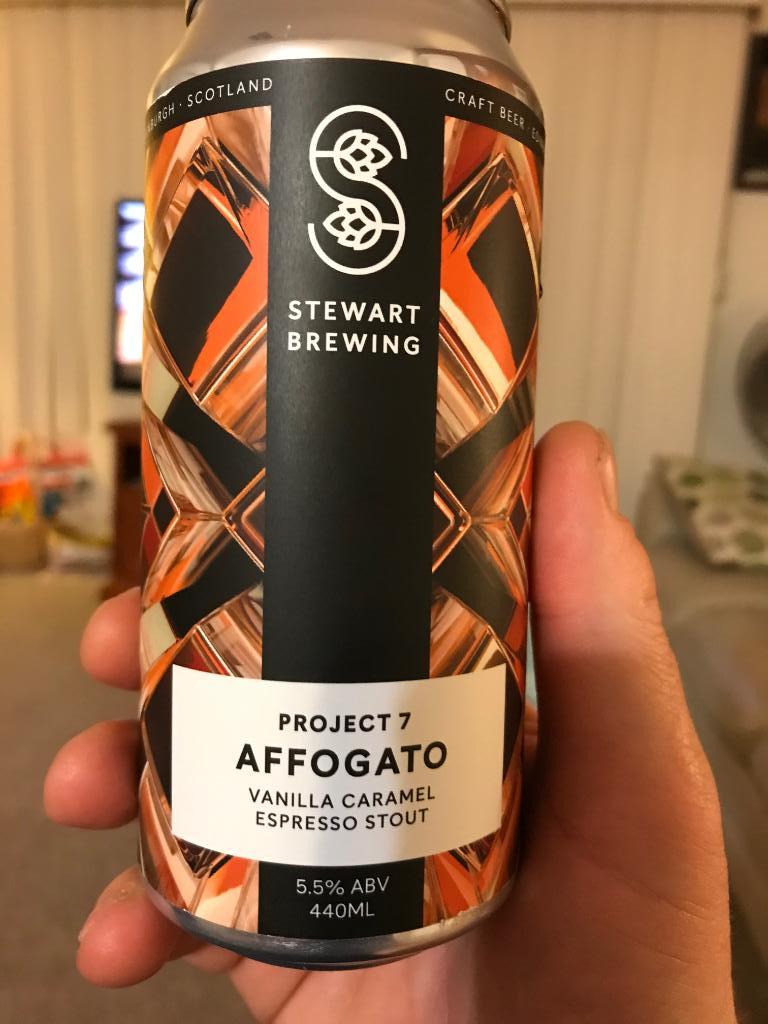 SCOTLAND
CRAFT BEER
STEWART
BREWING
PROJECT 7
AFFOGATO
VANILLA CARAMEL
ESPRESSO STOUT
5.5% ABV
440ML